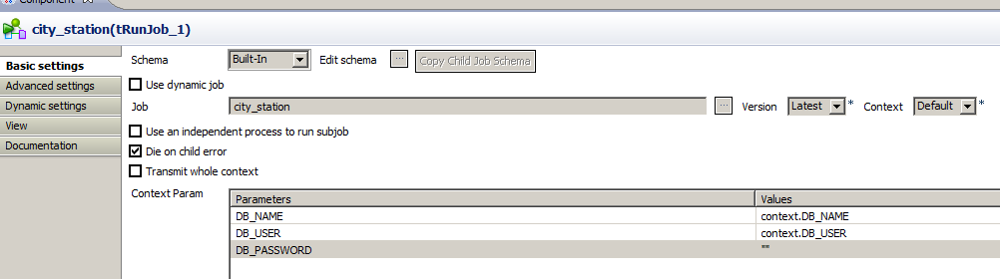 Component
city_station(tRunJob_1)
Basic settings
Advanced settings
Dynamic settings
View
Documentation
Schema Built-In Edit schema ... Copy Child Job Schema
Use dynamic job
Job city_station ... Version Latest * Context Default *
Use an independent process to run subjob
Die on child error
Transmit whole context
Context Param
Parameters Values
DB_NAME context.DB_NAME
DB_USER context.DB_USER
DB_PASSWORD ""